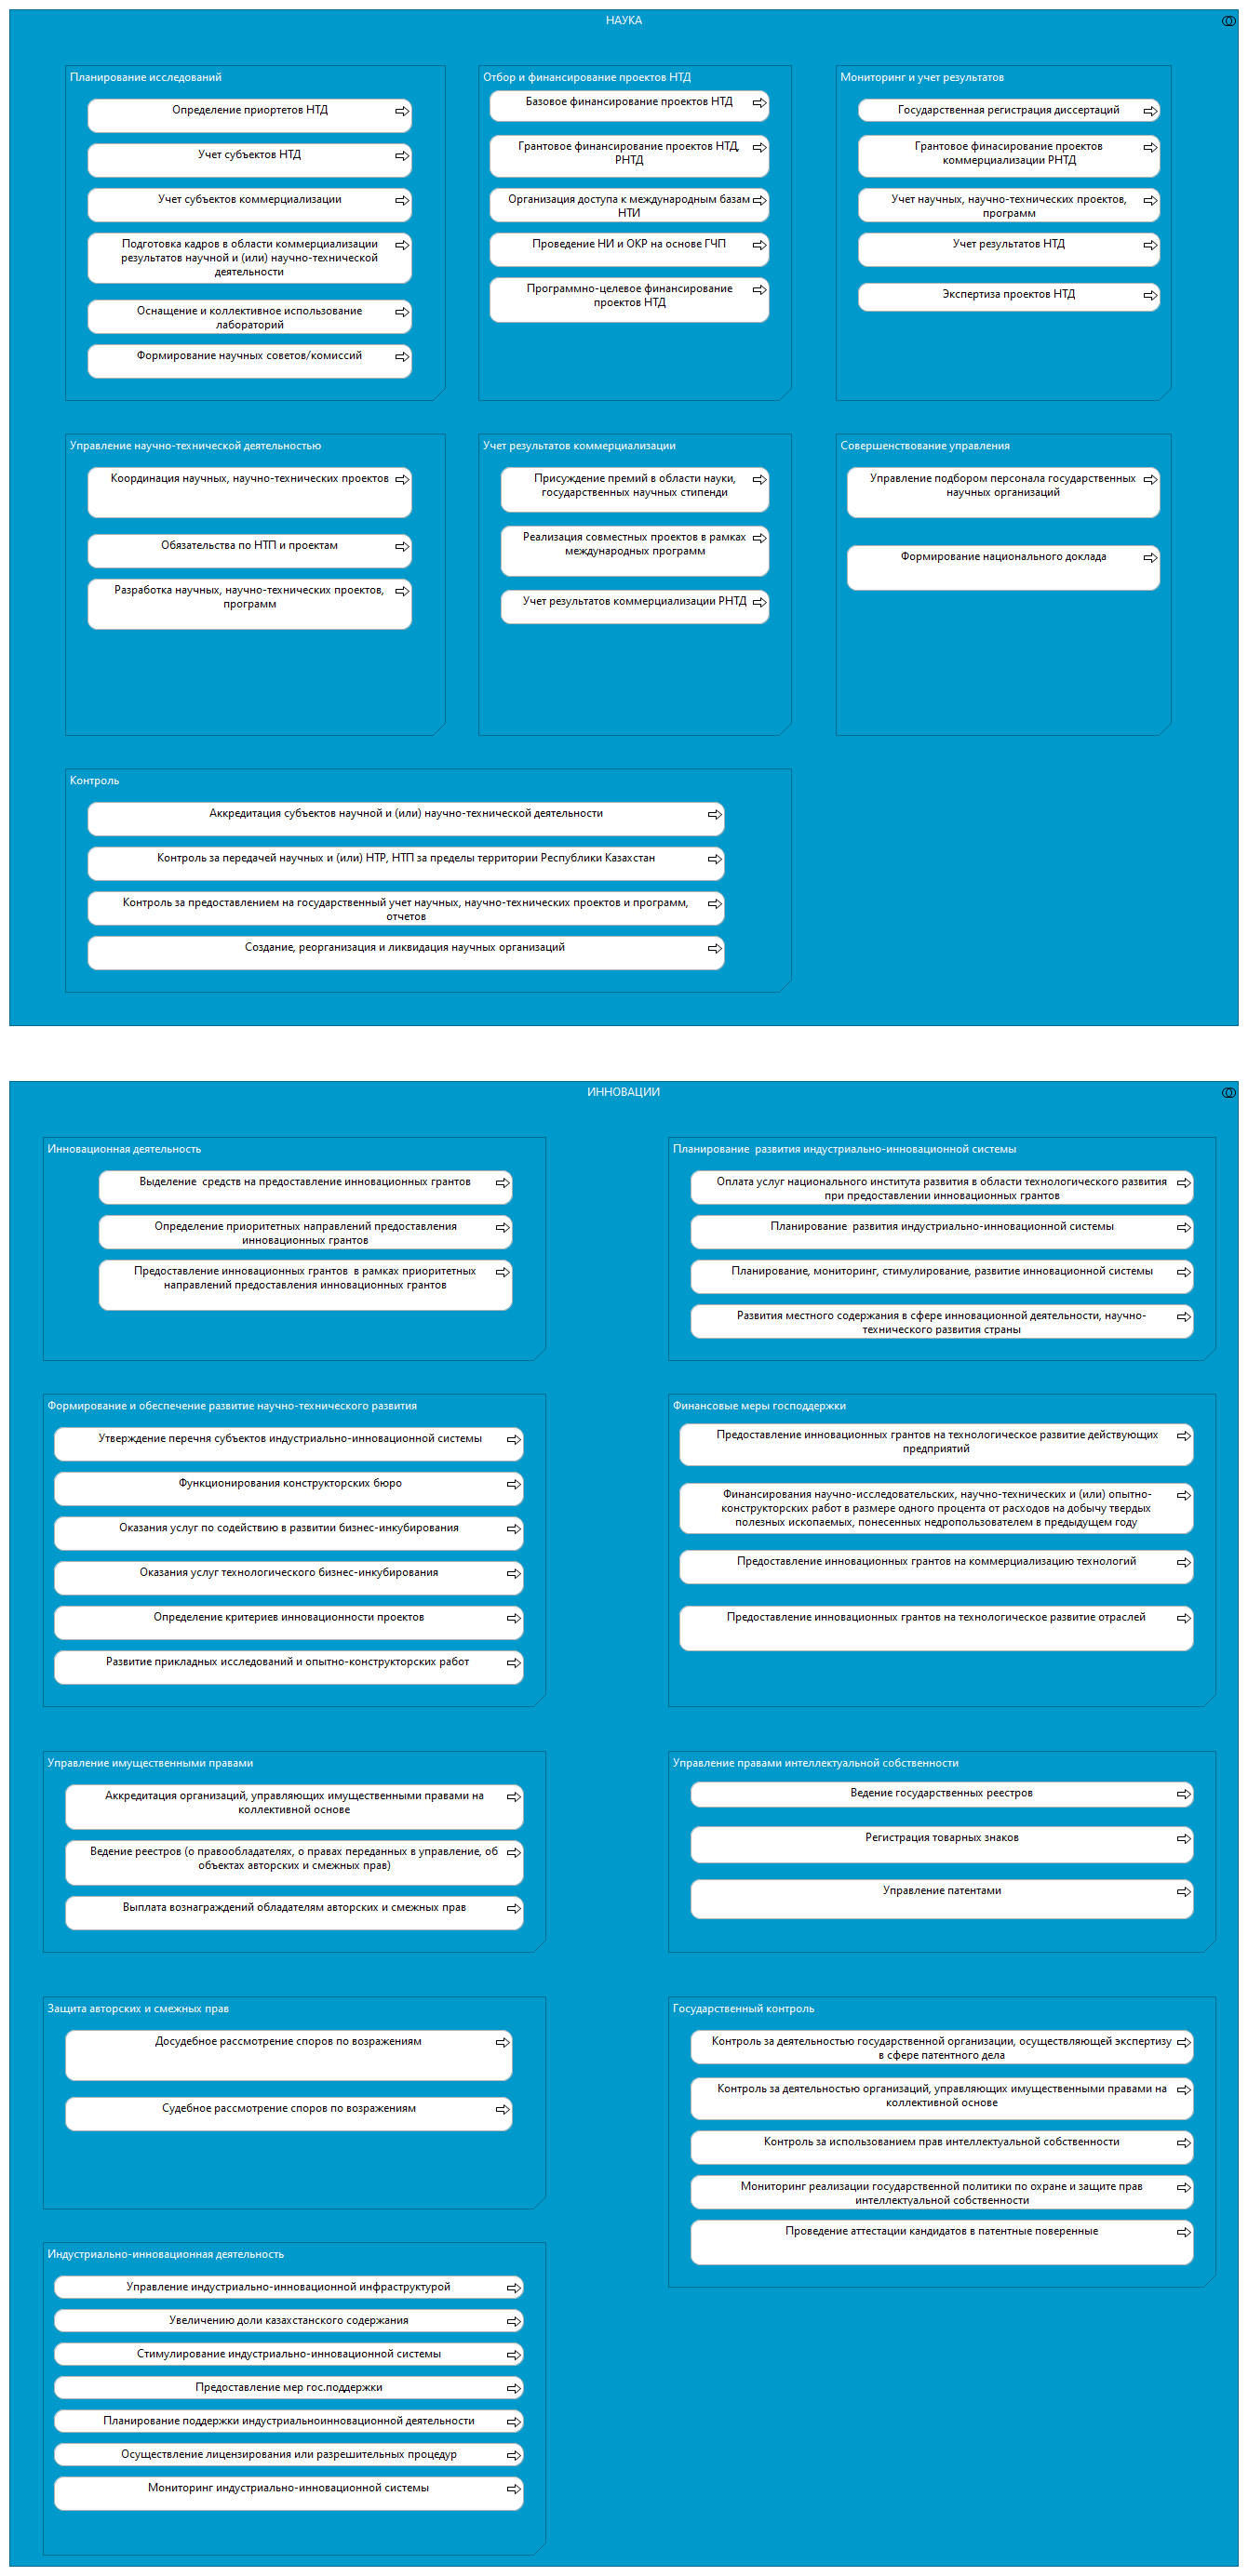 НАУКА
Планирование исследований
Определение приортетов НТД
Учет субъектов НТД
Учет субъектов коммерциализации
Подготовка кадров в области коммерциализации
результатов научной и (или) научно-технической
деятельности
Оснащение и коллективное использование
лабораторий
Формирование научных советов/комиссий
Отбор и финансирование проектов НТД
Базовое финансирование проектов НТД
Грантовое финансирование проектов НТД,
РНТД
Организация доступа к международным базам
НТИ
Проведение НИ и ОКР на основе ГЧП
Программно-целевое финансирование
проектов НТД
Мониторинг и учет результатов
Государственная регистрация диссертаций
Грантовое финасирование проектов
коммерциализации РНТД
Учет научных, научно-технических проектов,
программ
Учет результатов НТД
Экспертиза проектов НТД
Управление научно-технической деятельностью
Координация научных, научно-технических проектов
Обязательства по НТП и проектам
Разработка научных, научно-технических проектов,
программ
Учет результатов коммерциализации
Присуждение премий в области науки,
государственных научных стипенди
Реализация совместных проектов в рамках
международных программ
Учет результатов коммерциализации РНТД
Совершенствование управления
Управление подбором персонала государственных
научных организаций
Формирование национального доклада
Контроль
Аккредитация субъектов научной и (или) научно-технической деятельности
Контроль за передачей научных и (или) НТР, НТП за пределы территории Республики Казахстан
Контроль за предоставлением на государственный учет научных, научно-технических проектов и программ,
отчетов
Создание, реорганизация и ликвидация научных организаций
ИННОВАЦИИ
Инновационная деятельность
Выделение  средств на предоставление инновационных грантов
Определение приоритетных направлений предоставления
инновационных грантов
Предоставление инновационных грантов  в рамках приоритетных
направлений предоставления инновационных грантов
Планирование  развития индустриально-инновационной системы
Оплата услуг национального института развития в области технологического развития
при предоставлении инновационных грантов
Планирование  развития индустриально-инновационной системы
Планирование, мониторинг, стимулирование, развитие инновационной системы
Развития местного содержания в сфере инновационной деятельности, научно-
технического развития страны
Формирование и обеспечение развитие научно-технического развития
Утверждение перечня субъектов индустриально-инновационной системы
Функционирования конструкторских бюро
Оказания услуг по содействию в развитии бизнес-инкубирования
Оказания услуг технологического бизнес-инкубирования
Определение критериев инновационности проектов
Развитие прикладных исследований и опытно-конструкторских работ
Финансовые меры господдержки
Предоставление инновационных грантов на технологическое развитие действующих
предприятий
Финансирования научно-исследовательских, научно-технических и (или) опытно-
конструкторских работ в размере одного процента от расходов на добычу твердых
полезных ископаемых, понесенных недропользователем в предыдущем году
Предоставление инновационных грантов на коммерциализацию технологий
Предоставление инновационных грантов на технологическое развитие отраслей
Управление имущественными правами
Аккредитация организаций, управляющих имущественными правами на
коллективной основе
Ведение реестров (о правообладателях, о правах переданных в управление, об
объектах авторских и смежных прав)
Выплата вознаграждений обладателям авторских и смежных прав
Управление правами интеллектуальной собственности
Ведение государственных реестров
Регистрация товарных знаков
Управление патентами
Защита авторских и смежных прав
Досудебное рассмотрение споров по возражениям
Судебное рассмотрение споров по возражениям
Государственный контроль
Контроль за деятельностью государственной организации, осуществляющей экспертизу
в сфере патентного дела
Контроль за деятельностью организаций, управляющих имущественными правами на
коллективной основе
Контроль за использованием прав интеллектуальной собственности
Мониторинг реализации государственной политики по охране и защите прав
интеллектуальной собственности
Проведение аттестации кандидатов в патентные поверенные
Индустриально-инновационная деятельность
Управление индустриально-инновационной инфраструктурой
Увеличению доли казахстанского содержания
Стимулирование индустриально-инновационной системы
Предоставление мер гос.поддержки
Планирование поддержки индустриальноинновационной деятельности
Осуществление лицензирования или разрешительных процедур
Мониторинг индустриально-инновационной системы